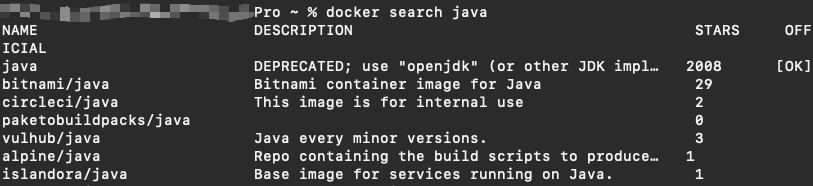 Pro ~ % docker search java
NAME DESCRIPTION STARS OFF
ICIAL
java DEPRECATED; use "openjdk" (or other JDK impl… 2008 [OK]
bitnami/java Bitnami container image for Java 29
circleci/java This image is for internal use 2
paketobuildpacks/java 0
vulhub/java Java every minor versions. 3
alpine/java Repo containing the build scripts to produce… 1
islandora/java Base image for services running on Java. 1